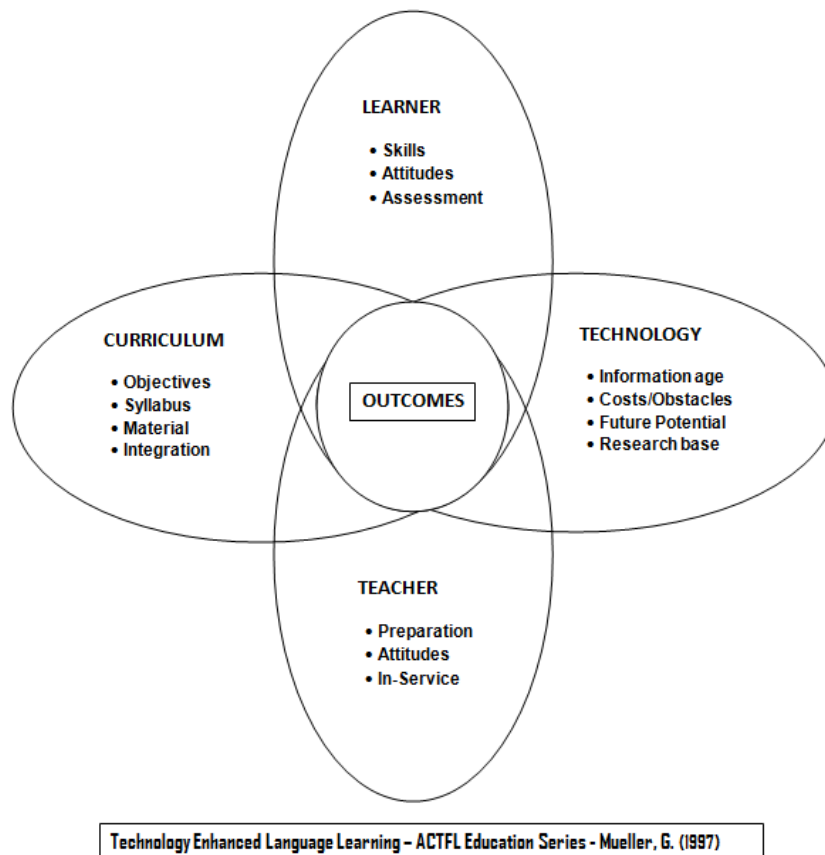 LEARNER
• Skills
• Attitudes
• Assessment
CURRICULUM
• Objectives
• Syllabus
• Material
• Integration
OUTCOMES
TECHNOLOGY
• Information age
• Costs/Obstacles
• Future Potential
• Research base
TEACHER
• Preparation
• Attitudes
• In-Service
Technology Enhanced Language Learning – ACTFL Education Series - Mueller, G. (1997)